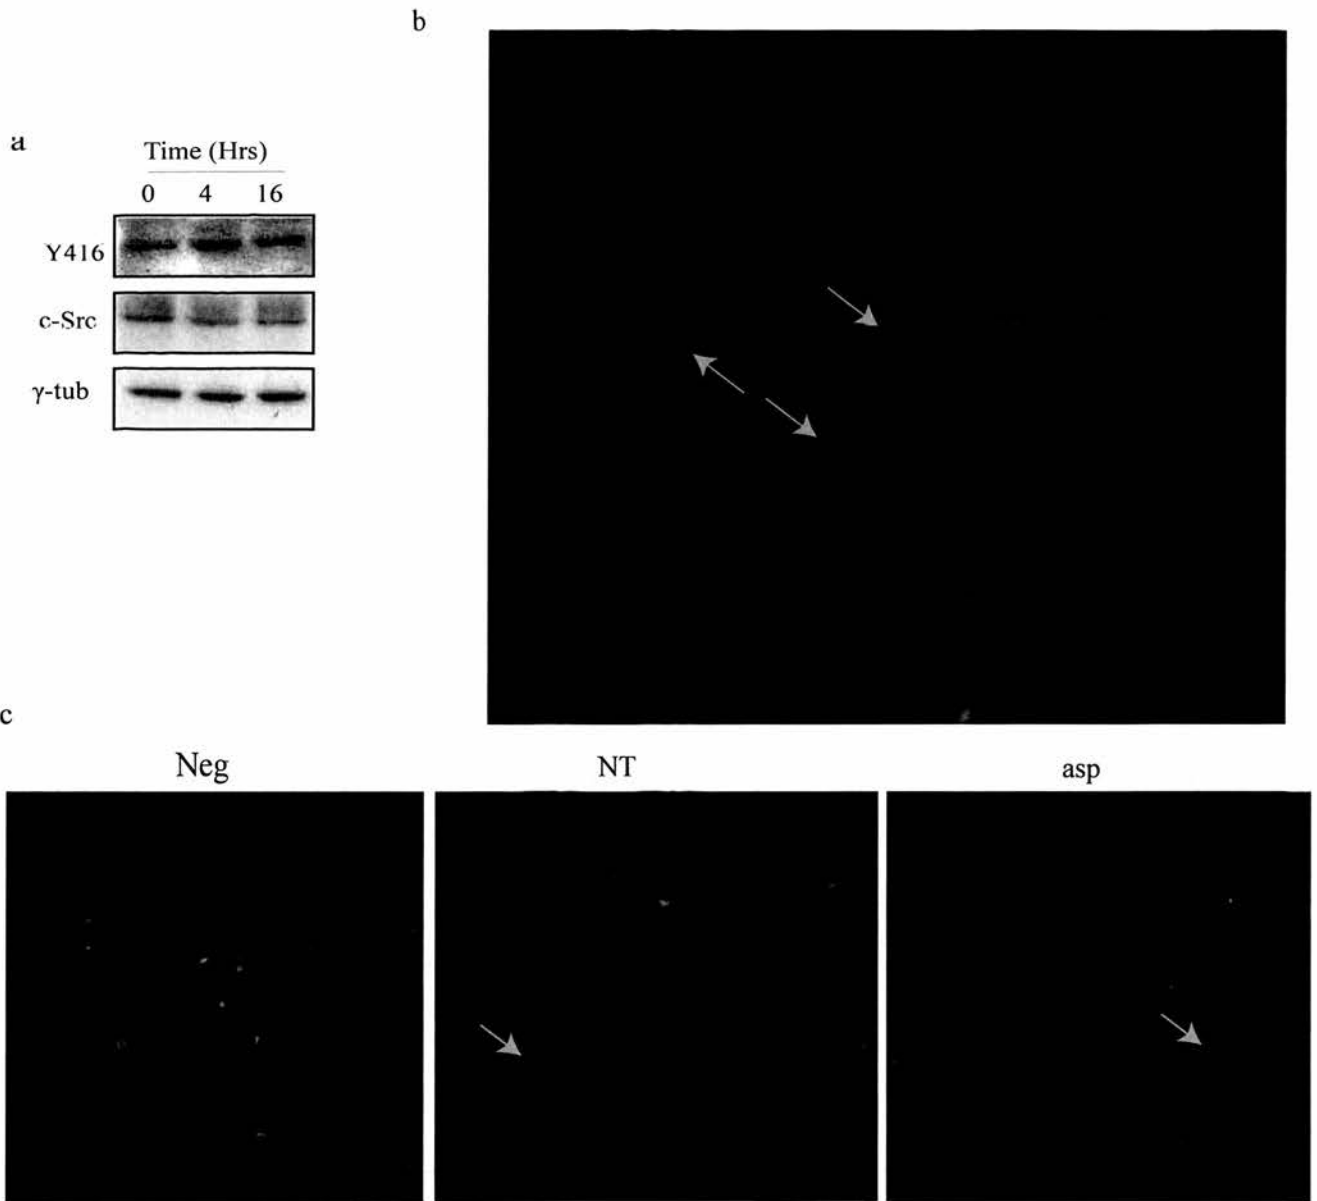 b
a
Time (Hrs)
0 4 16
Y416
c-Src
γ-tub
c
Neg NT asp